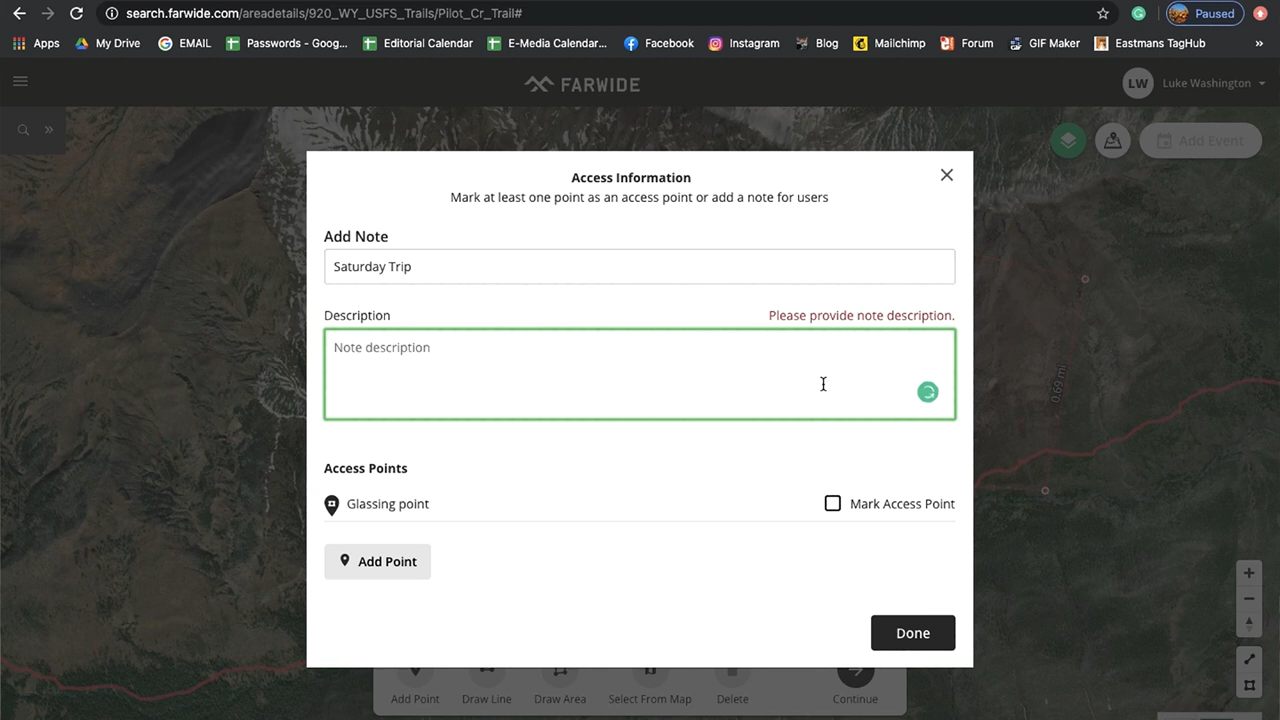 search.farwide.com/areadetails/920_WY_USFS_Trails/Pilot_Cr_Trail#
Paused
Apps
My Drive
EMAIL
Passwords - Goog...
Editorial Calendar
E-Media Calendar...
Facebook
Instagram
Blog
Mailchimp
Forum
GIF Maker
Eastmans TagHub
»
FARWIDE
LW
Luke Washington
Add Event
Access Information
Mark at least one point as an access point or add a note for users
Add Note
Saturday Trip
Description
Please provide note description.
Note description
0.69 mi
Access Points
Glassing point
Mark Access Point
Add Point
Done
Add Point
Draw Line
Draw Area
Select From Map
Delete
Continue